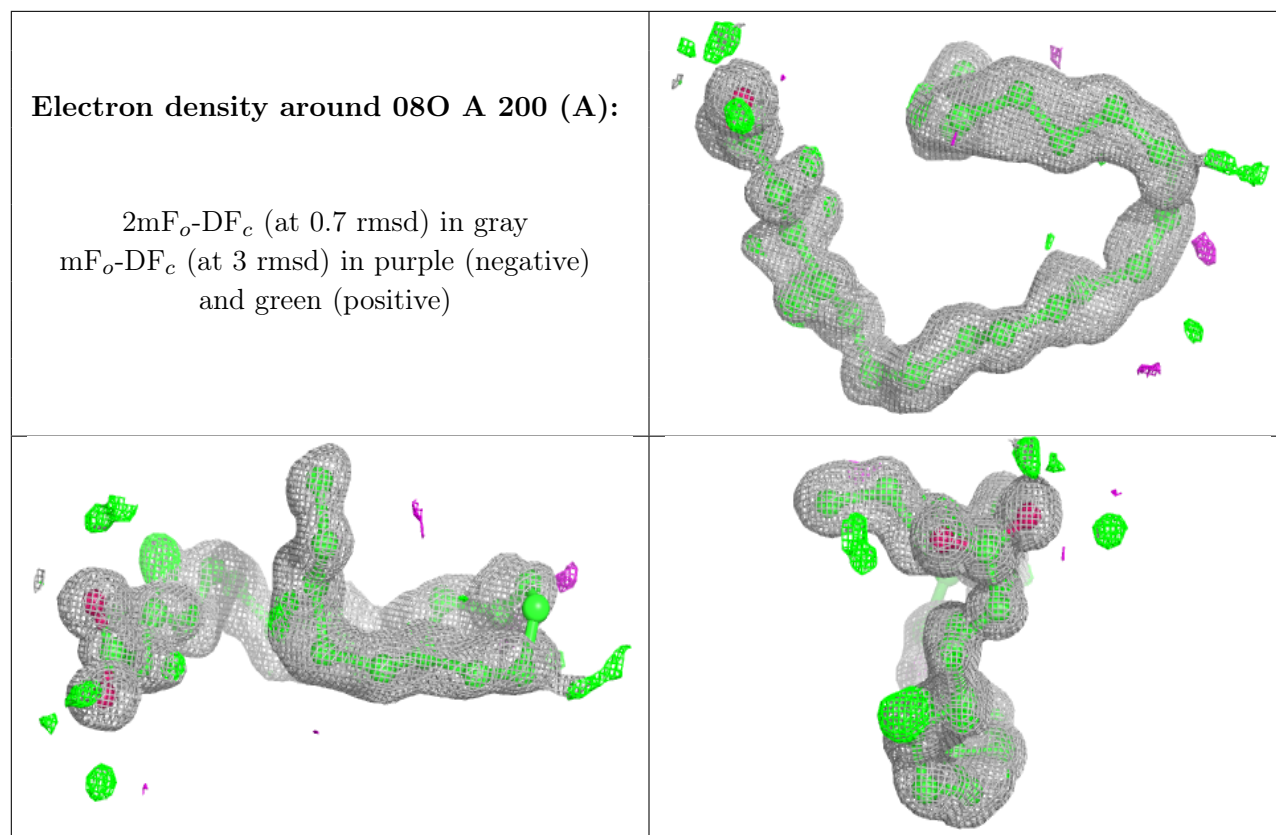 Electron density around 08O A 200 (A):
2mFo-DFc (at 0.7 rmsd) in gray
mFo-DFc (at 3 rmsd) in purple (negative)
and green (positive)